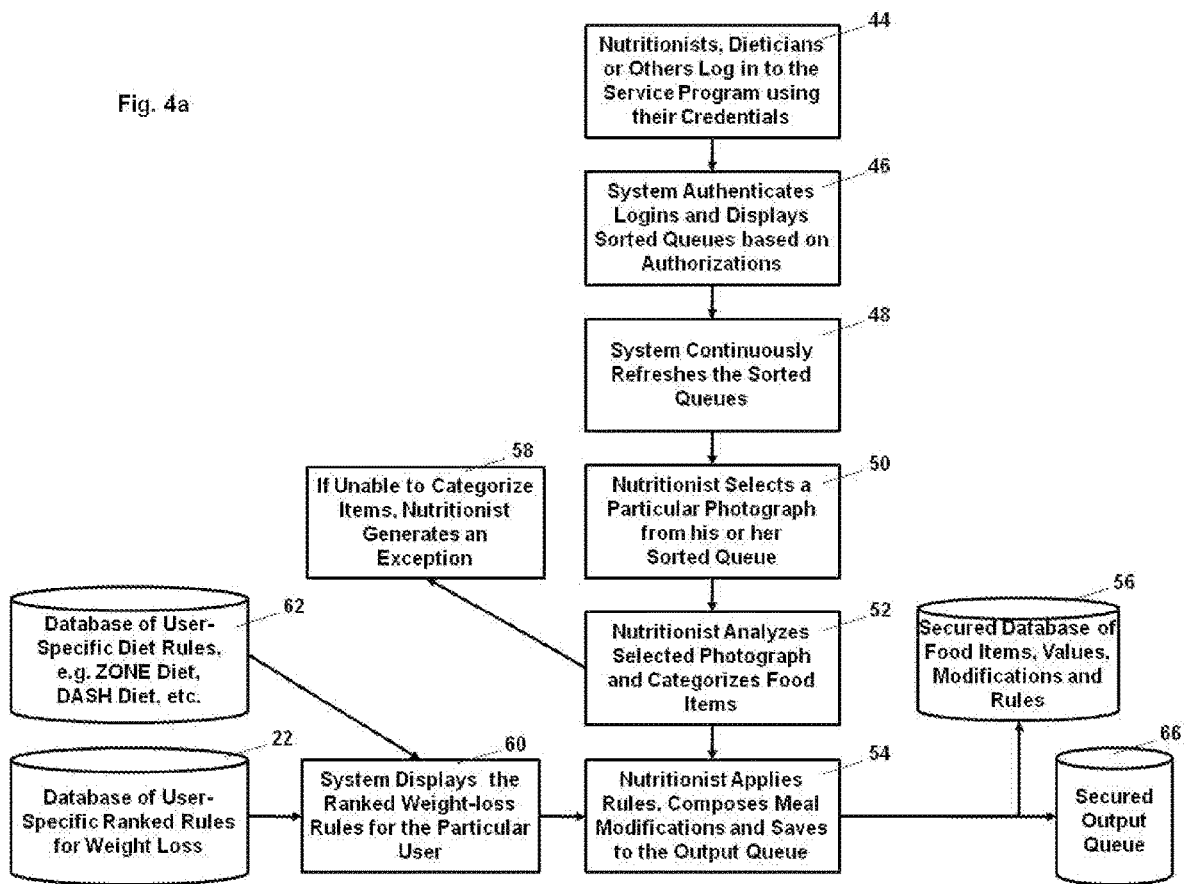 Fig. 4a
44
Nutritionists, Dieticians
or Others Log in to the
Service Program using
their Credentials
46
System Authenticates
Logins and Displays
Sorted Queues based on
Authorizations
48
System Continuously
Refreshes the Sorted
Queues
58
If Unable to Categorize
Items, Nutritionist
Generates an
Exception
50
Nutritionist Selects a
Particular Photograph
from his or her
Sorted Queue
62
Database of User-
Specific Diet Rules,
e.g. ZONE Diet,
DASH Diet, etc.
52
Nutritionist Analyzes
Selected Photograph
and Categorizes Food
Items
56
Secured Database of
Food Items, Values,
Modifications and
Rules
22
Database of User-
Specific Ranked Rules
for Weight Loss
60
System Displays the
Ranked Weight-loss
Rules for the Particular
User
54
Nutritionist Applies
Rules, Composes Meal
Modifications and Saves
to the Output Queue
66
Secured
Output
Queue